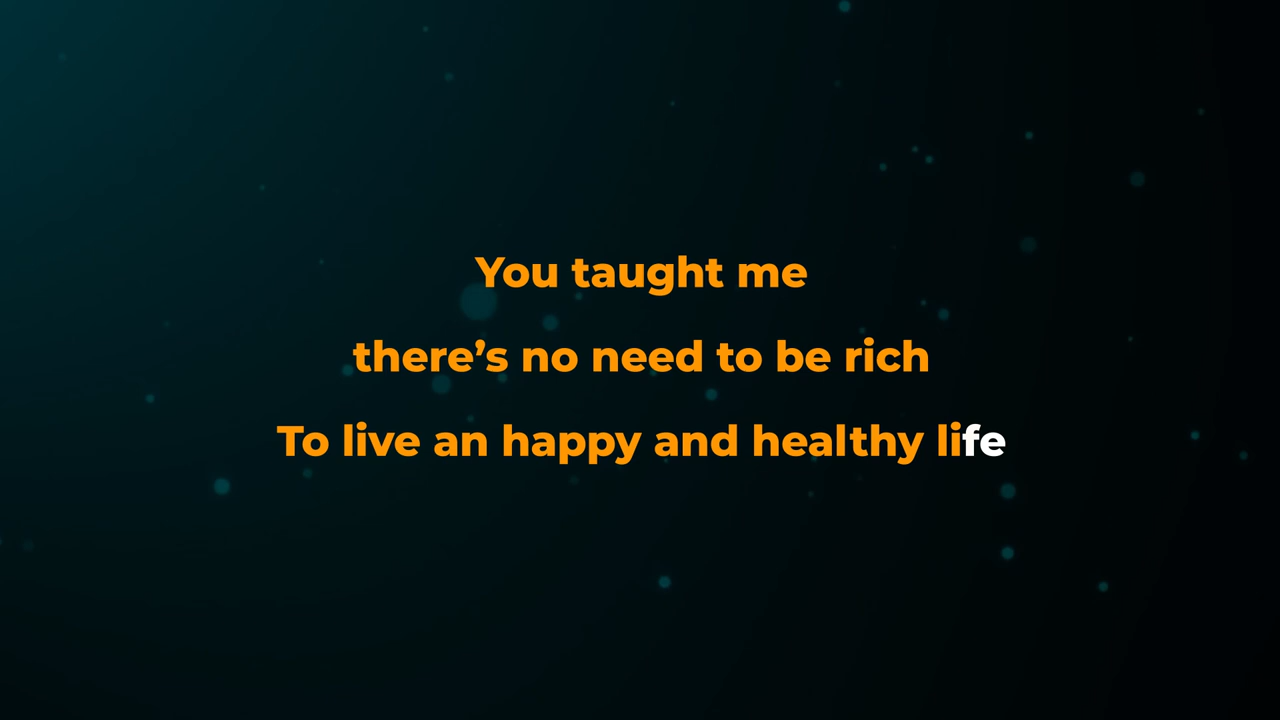 You taught me
there’s no need to be rich
To live an happy and healthy life